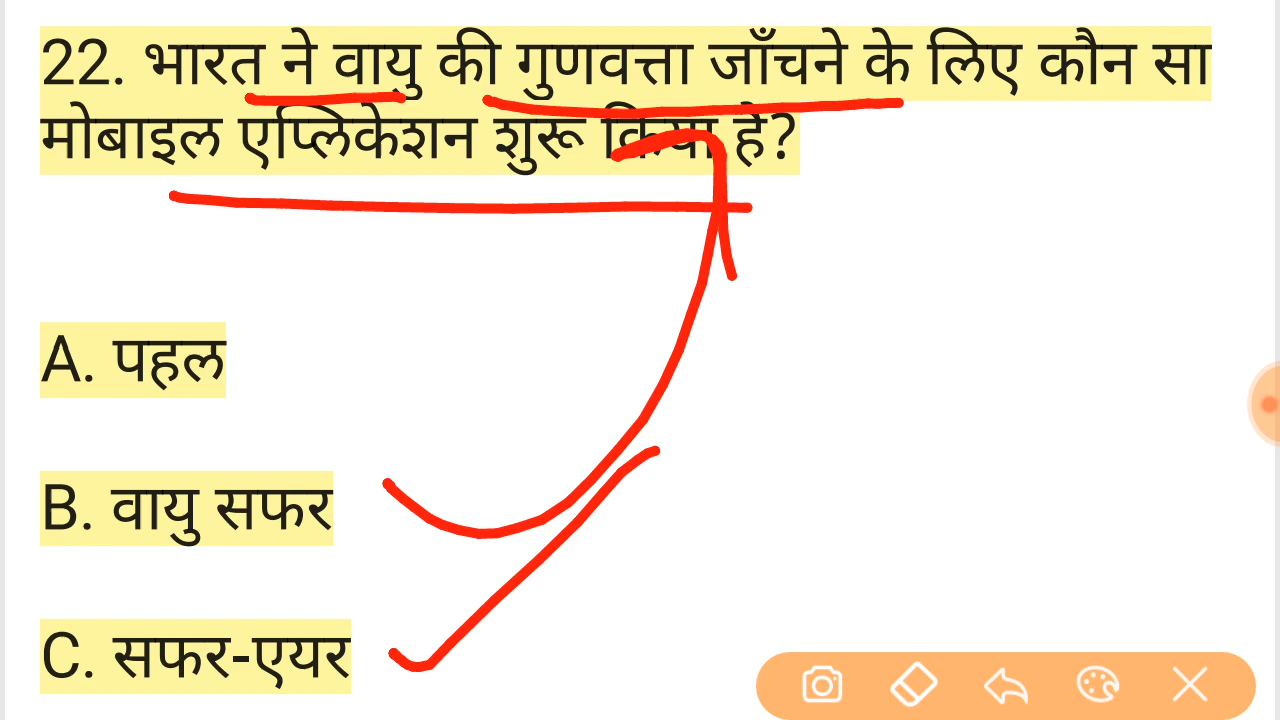 22. भारत ने वायु की गुणवत्ता जाँचने के लिए कौन सा
मोबाइल एप्लिकेशन शुरू किया है?
A. पहल
B. वायु सफर
C. सफर-एयर